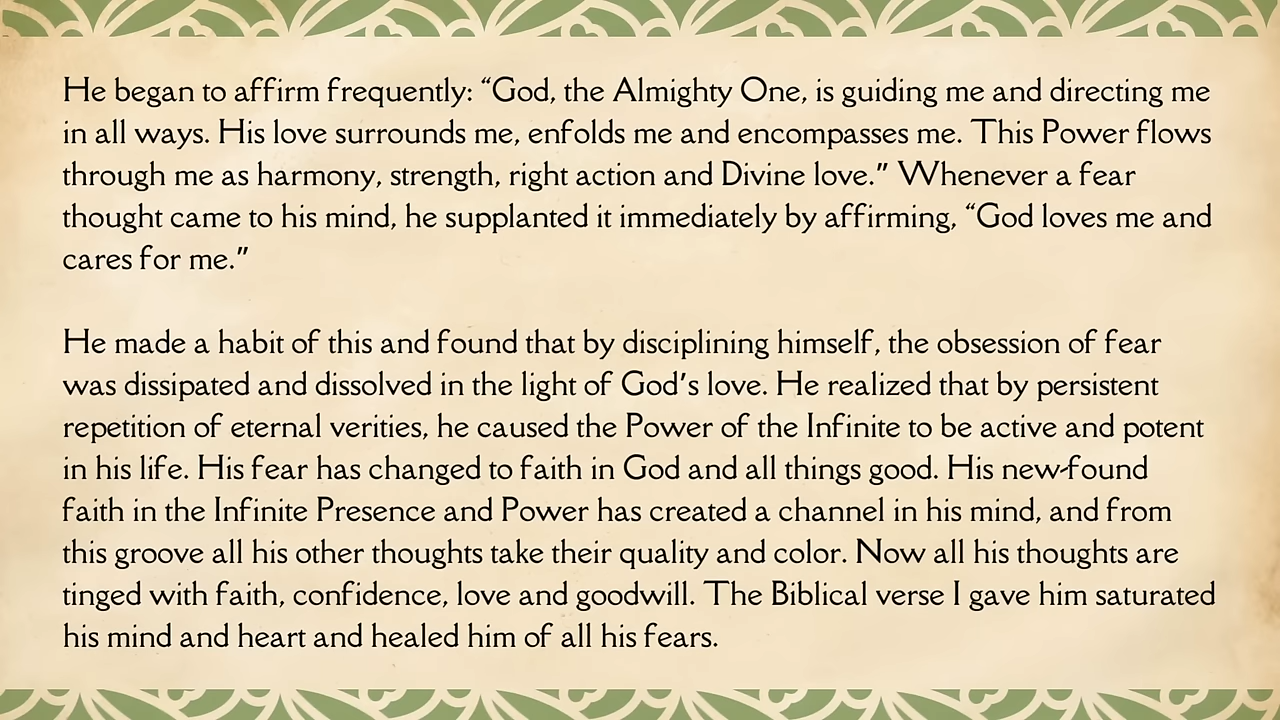 He began to affirm frequently: “God, the Almighty One, is guiding me and directing me
in all ways. His love surrounds me, enfolds me and encompasses me. This Power flows
through me as harmony, strength, right action and Divine love." Whenever a fear
thought came to his mind, he supplanted it immediately by affirming, “God loves me and
cares for me."
He made a habit of this and found that by disciplining himself, the obsession of fear
was dissipated and dissolved in the light of God's love. He realized that by persistent
repetition of eternal verities, he caused the Power of the Infinite to be active and potent
in his life. His fear has changed to faith in God and all things good. His new-found
faith in the Infinite Presence and Power has created a channel in his mind, and from
this groove all his other thoughts take their quality and color. Now all his thoughts are
tinged with faith, confidence, love and goodwill. The Biblical verse I gave him saturated
his mind and heart and healed him of all his fears.